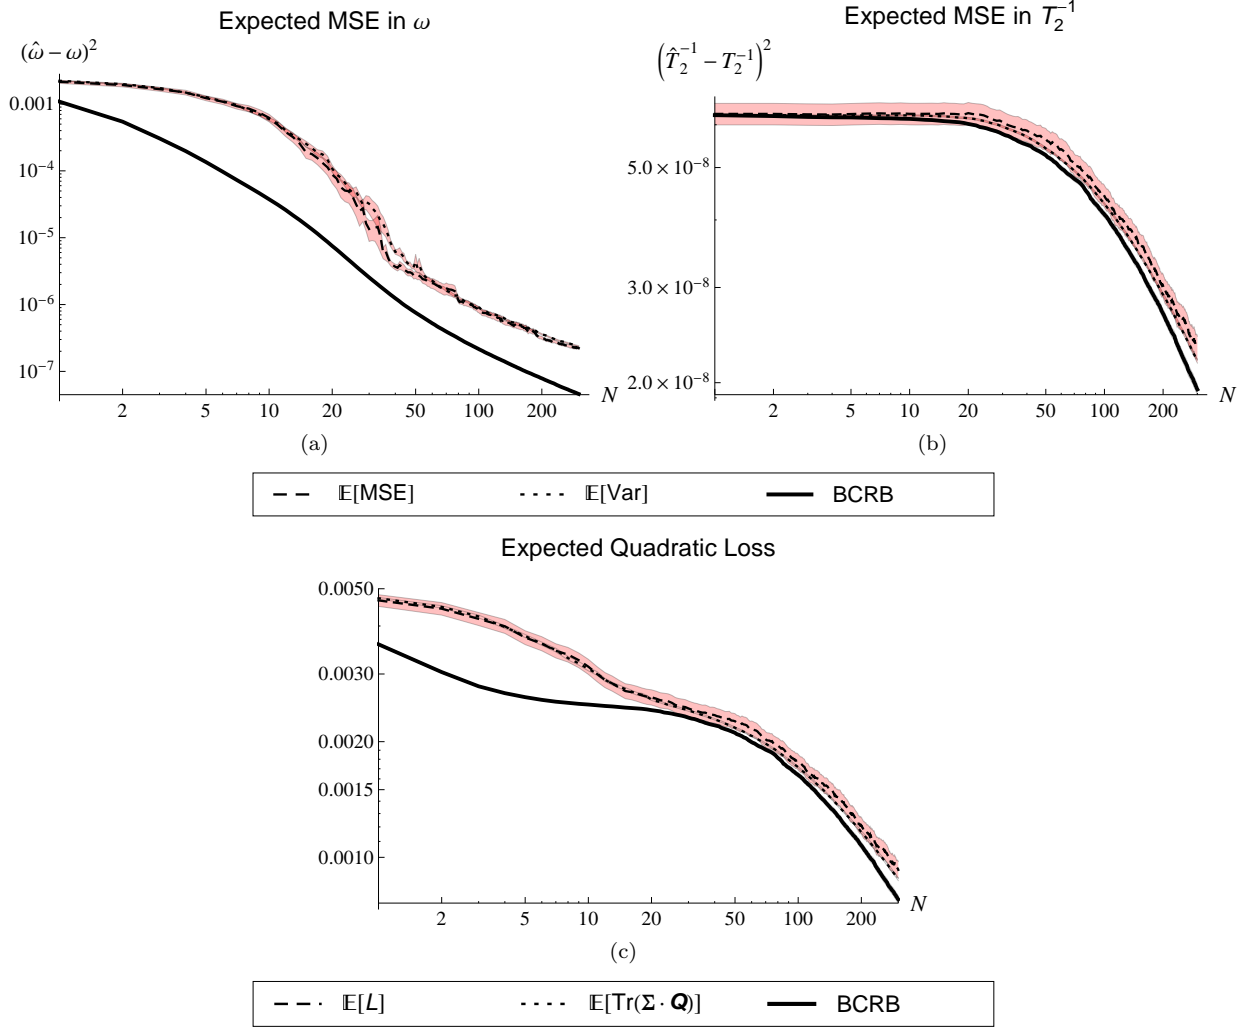 Expected MSE in ω
(ω̂ − ω)²
0.001
10⁻⁴
10⁻⁵
10⁻⁶
10⁻⁷
2 5 10 20 50 100 200 N
(a)
Expected MSE in T₂⁻¹
(T̂₂⁻¹ − T₂⁻¹)²
5.0 × 10⁻⁸
3.0 × 10⁻⁸
2.0 × 10⁻⁸
2 5 10 20 50 100 200 N
(b)
𝔼[MSE] 𝔼[Var] BCRB
Expected Quadratic Loss
0.0050
0.0030
0.0020
0.0015
0.0010
2 5 10 20 50 100 200 N
(c)
𝔼[L] 𝔼[Tr(Σ · Q)] BCRB